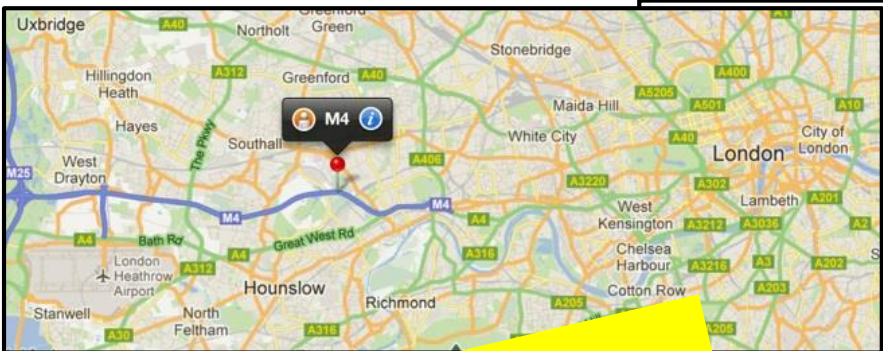 Uxbridge
A40
Northolt
Green
Stonebridge
Hillingdon
Heath
A312
Greenford
A40
A400
A5205
Hayes
M4
Maida Hill
A501
A10
The Pkwy
Southall
White City
A40
City of
London
West
Drayton
A406
London
M25
A3220
A302
M4
M4
West
Kensington
Lambeth
A201
A4
A3212
A3036
A2
A4
Bath Rd
Great West Rd
A4
A316
Chelsea
Harbour
A3216
A3
A202
London
Heathrow
Airport
A312
Hounslow
Cotton Row
A203
Richmond
A205
A205
Stanwell
North
Feltham
A30
A316